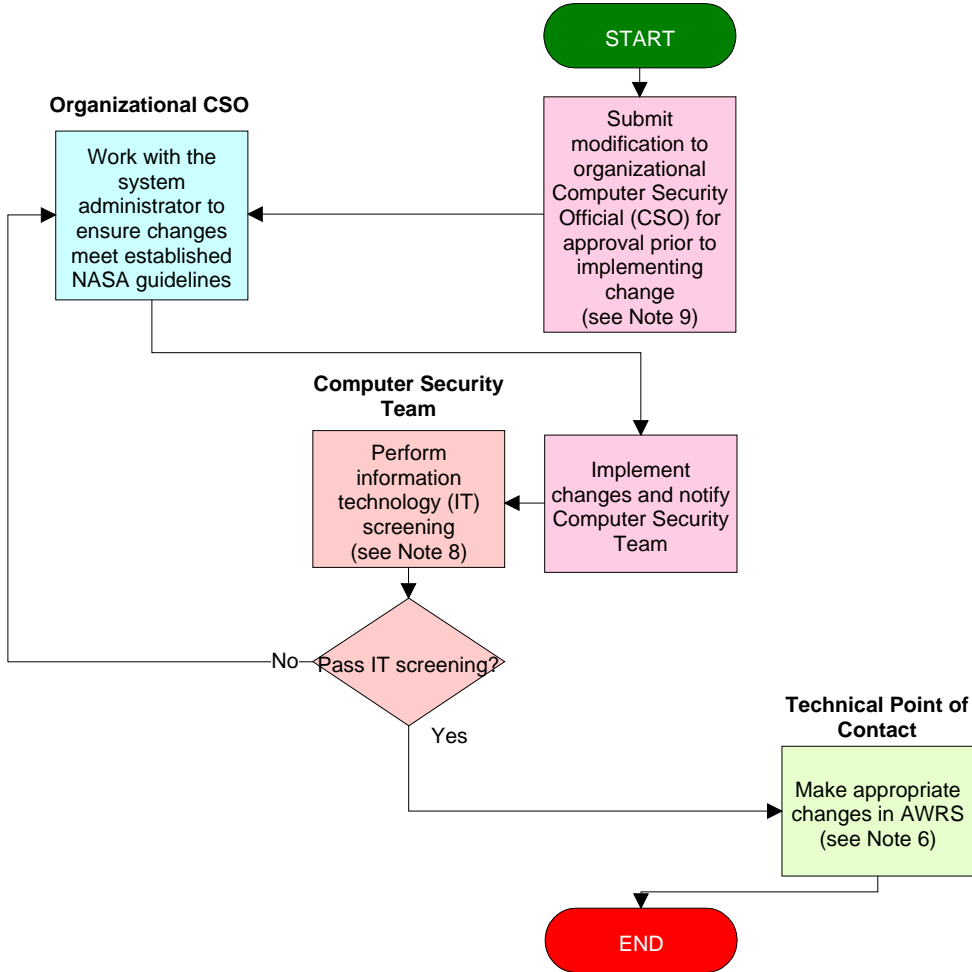 START
Submit
modification to
organizational
Computer Security
Official (CSO) for
approval prior to
implementing
change
(see Note 9)
Organizational CSO
Work with the
system
administrator to
ensure changes
meet established
NASA guidelines
Computer Security
Team
Perform
information
technology (IT)
screening
(see Note 8)
Implement
changes and notify
Computer Security
Team
No
Pass IT screening?
Yes
Technical Point of
Contact
Make appropriate
changes in AWRS
(see Note 6)
END